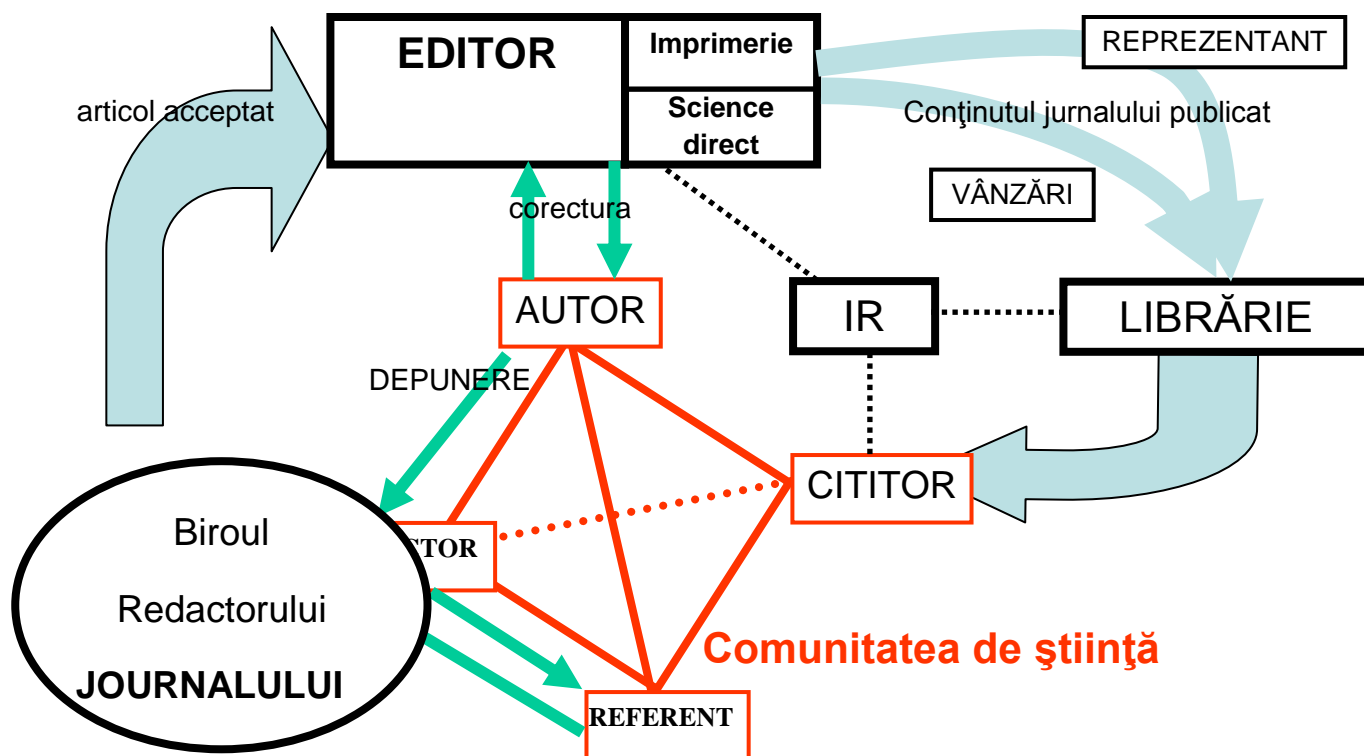 EDITOR
Imprimerie
Science
direct
REPREZENTANT
articol acceptat
Conţinutul jurnalului publicat
VÂNZĂRI
corectura
AUTOR
IR
LIBRĂRIE
DEPUNERE
CITITOR
Biroul
CTOR
Redactorului
JOURNALULUI
Comunitatea de ştiinţă
REFERENT